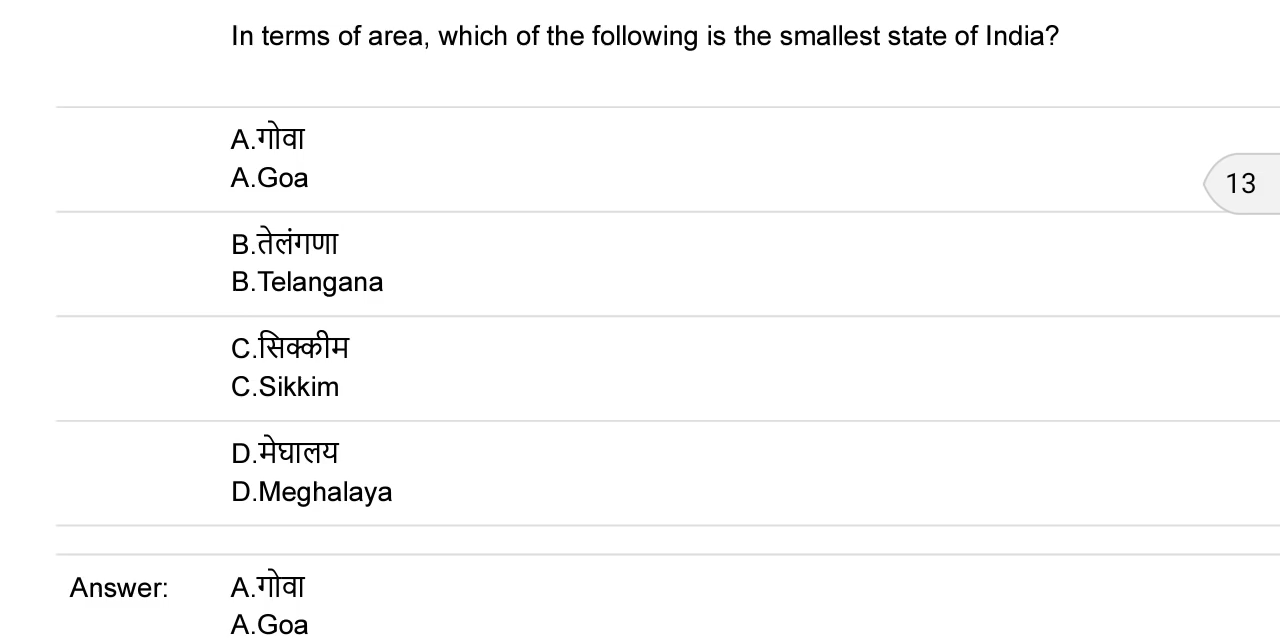 In terms of area, which of the following is the smallest state of India?
A.गोवा
A.Goa
13
B.तेलंगणा
B.Telangana
C.सिक्कीम
C.Sikkim
D.मेघालय
D.Meghalaya
Answer: A.गोवा
A.Goa